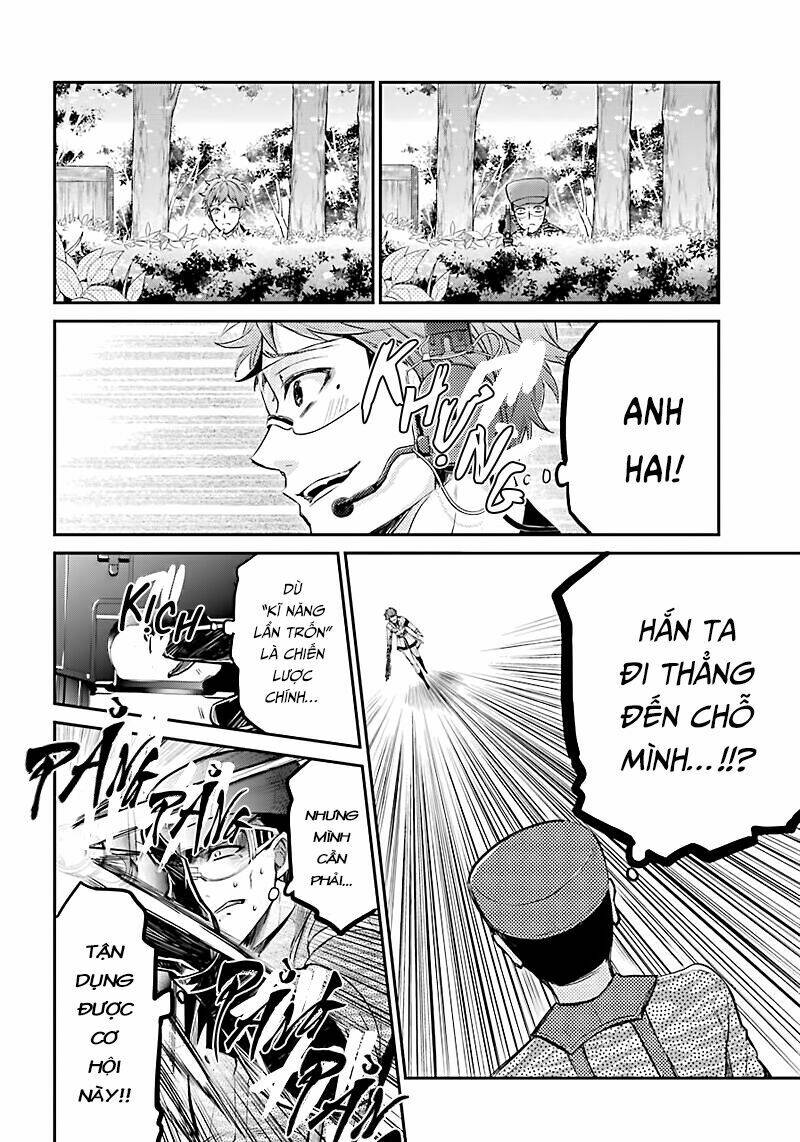 ANH
HAI!
KHỰNG
HẮN TA
ĐI THẲNG
ĐẾN CHỖ
MÌNH...!!?
DÙ
"KĨ NĂNG
LẨN TRỐN"
LÀ CHIẾN
LƯỢC
CHÍNH...
KỊCH
NHƯNG
MÌNH
CẦN
PHẢI...
PẰNG
PẰNG
TẬN
DỤNG
ĐƯỢC
CƠ
HỘI
NÀY!!
PẰNG
PẰNG
PẰNG